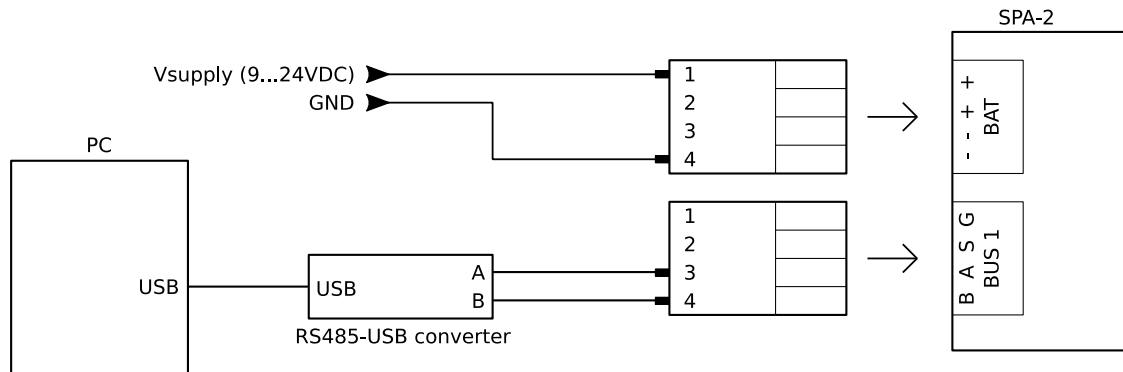 SPA-2
Vsupply (9...24VDC)
GND
1
2
3
4
- - + +
BAT
PC
USB
USB
A
B
RS485-USB converter
1
2
3
4
B A S G
BUS 1